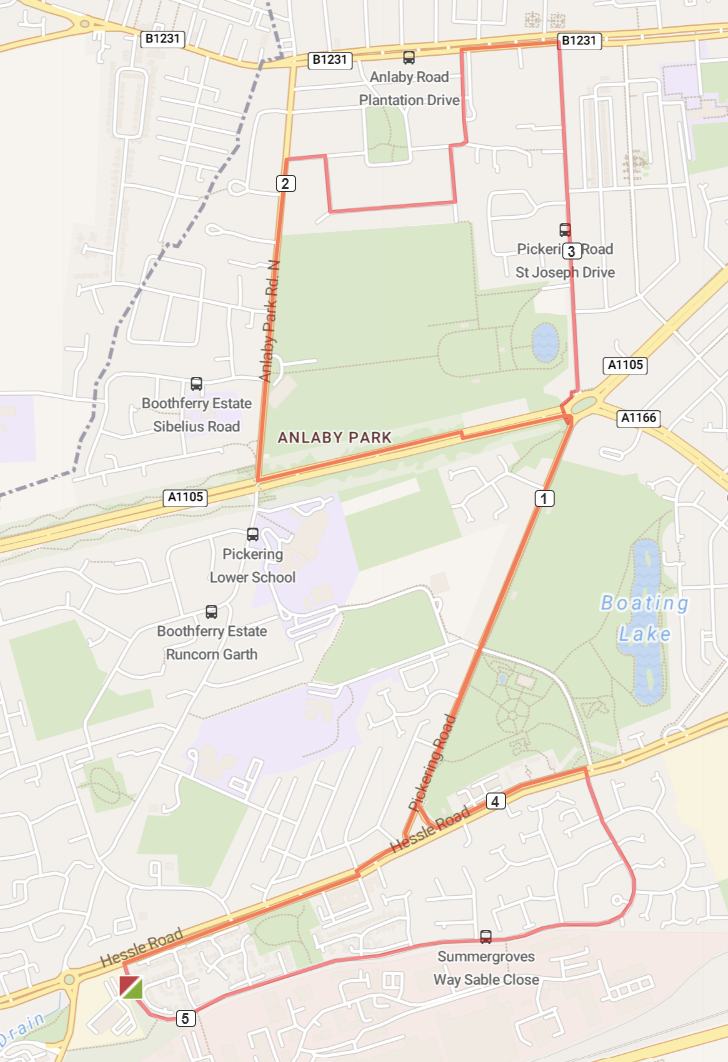 B1231
B1231
B1231
Anlaby Road
Plantation Drive
2
Pickering Road
3
St Joseph Drive
Anlaby Park Rd. N
A1105
Boothferry Estate
Sibelius Road
A1166
ANLABY PARK
A1105
1
Pickering
Lower School
Boating
Lake
Boothferry Estate
Runcorn Garth
Pickering Road
4
Hessle Road
Hessle Road
Summergroves
Way Sable Close
5
Drain